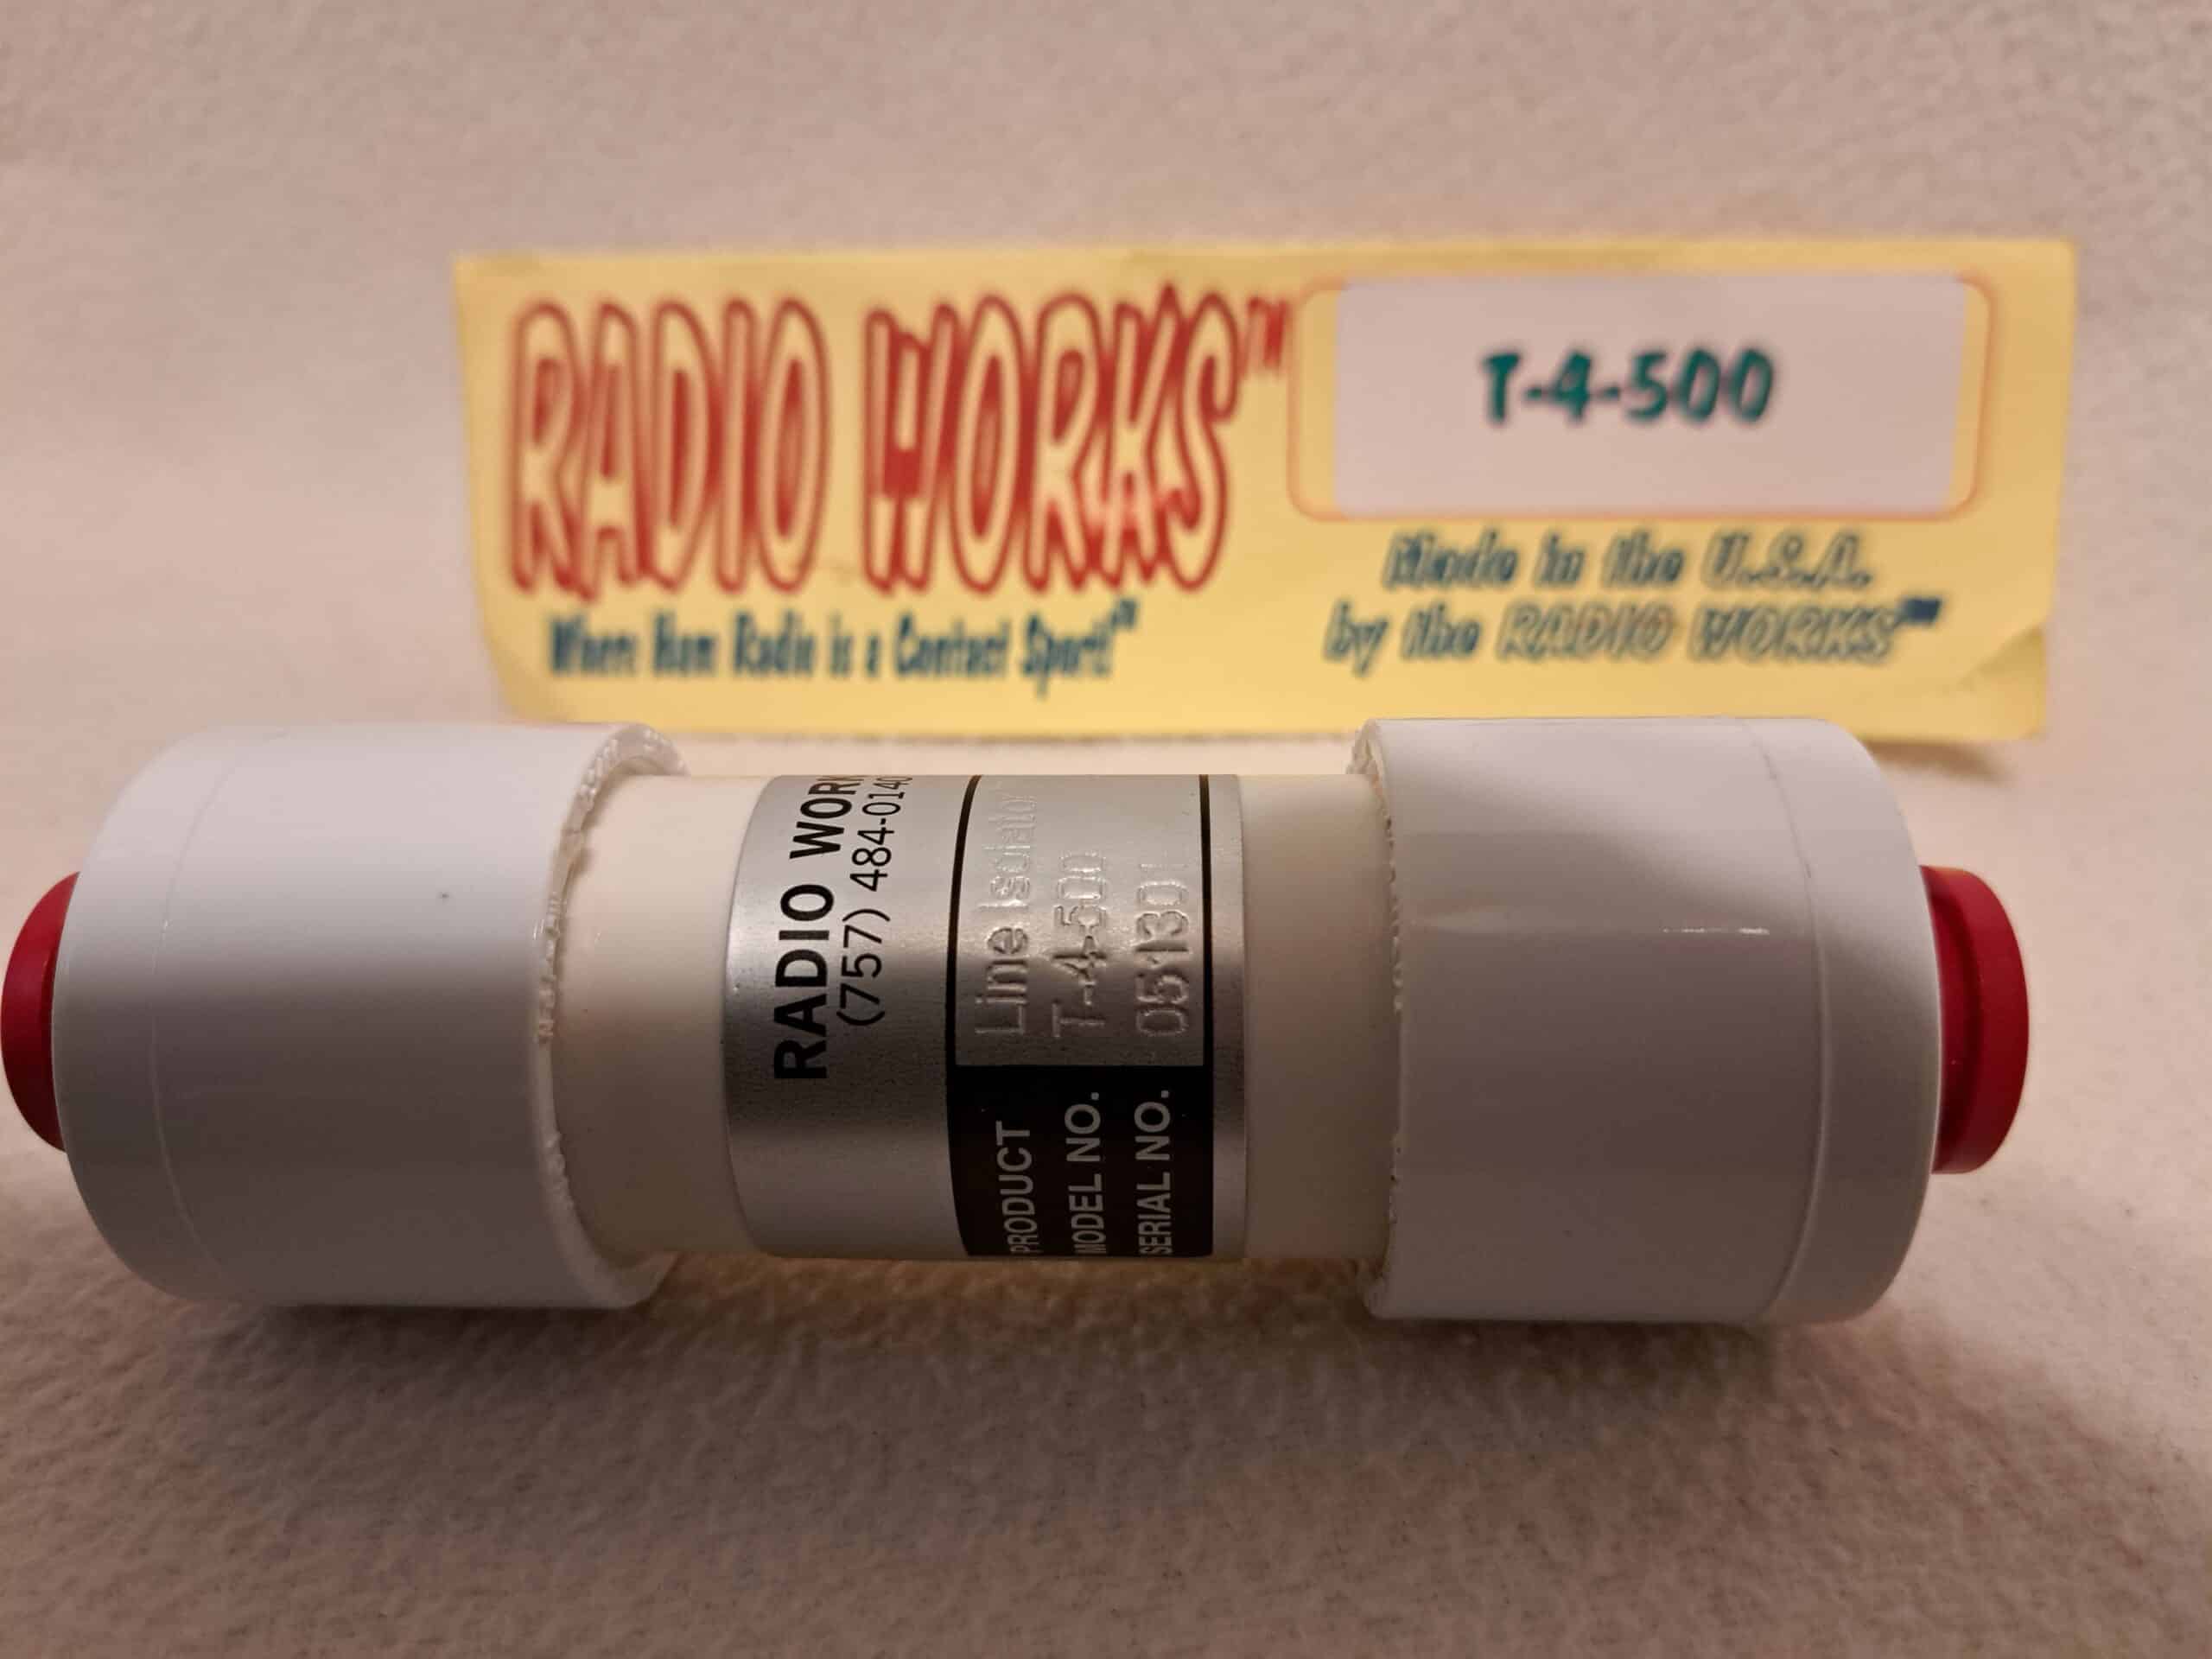 RADIO WORKS™
Where Ham Radio is a Contact Sport!™
T-4-500
Made in the U.S.A.
by the RADIO WORKS™
RADIO WORK
(757) 484-0140
PRODUCT Line Isolator
MODEL NO. T-4-500
SERIAL NO. 051301